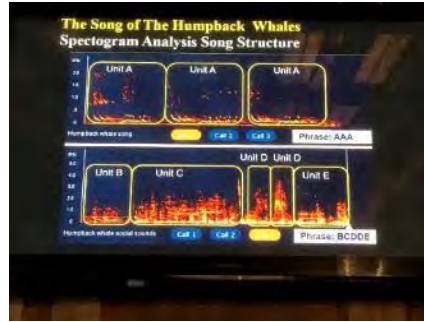 The Song of The Humpback Whales
Spectogram Analysis Song Structure
Unit A Unit A Unit A
Humpback whale song Call 2 Call 3 Phrase: AAA
Unit D Unit D
Unit B Unit C Unit E
Humpback whale social sounds Call 1 Call 2 Phrase: BCDDE